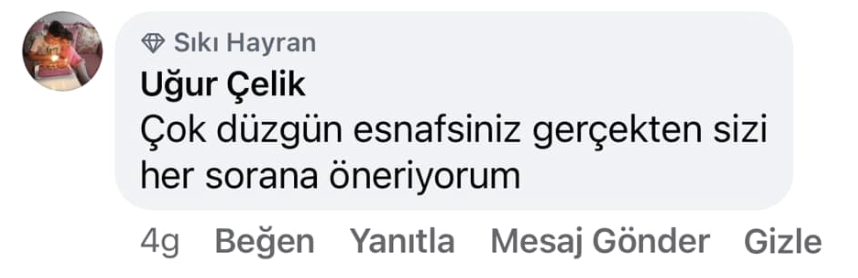 Sıkı Hayran
Uğur Çelik
Çok düzgün esnafsiniz gerçekten sizi
her sorana öneriyorum
4g Beğen Yanıtla Mesaj Gönder Gizle